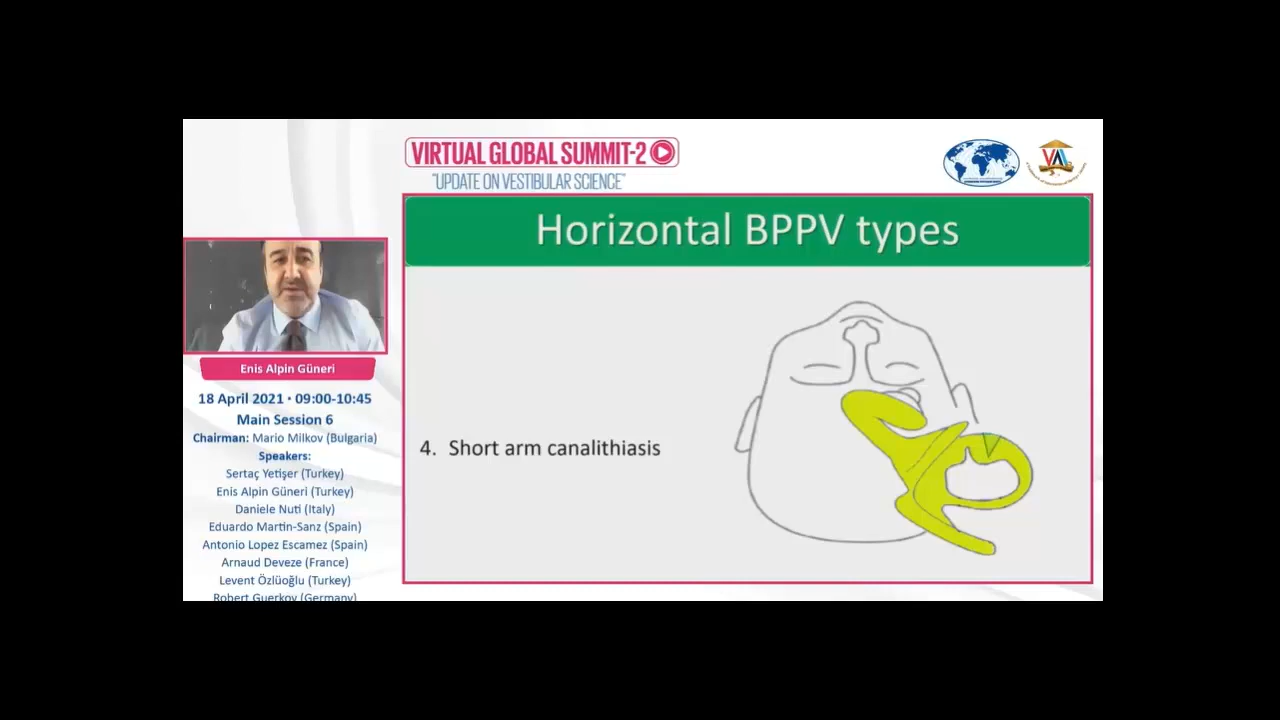 VIRTUAL GLOBAL SUMMIT-2
"UPDATE ON VESTIBULAR SCIENCE"
Horizontal BPPV types
4. Short arm canalithiasis
Enis Alpin Güneri
18 April 2021 • 09:00-10:45
Main Session 6
Chairman: Mario Milkov (Bulgaria)
Speakers:
Sertaç Yetişer (Turkey)
Enis Alpin Güneri (Turkey)
Daniele Nuti (Italy)
Eduardo Martin-Sanz (Spain)
Antonio Lopez Escamez (Spain)
Arnaud Deveze (France)
Levent Özlüoğlu (Turkey)
Robert Guerkov (Germany)